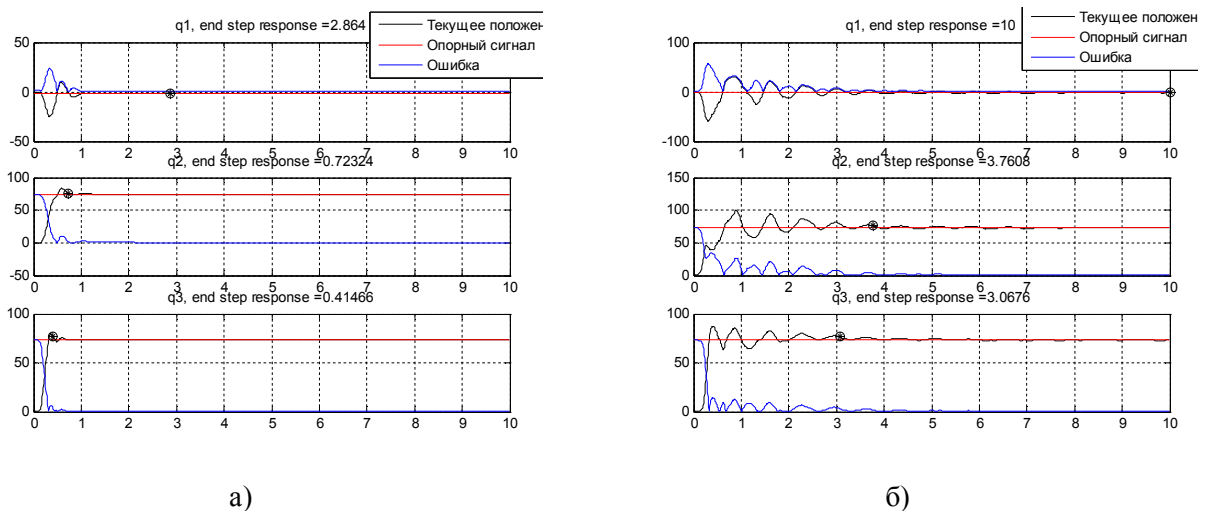 q1, end step response =2.864
Текущее положен
Опорный сигнал
Ошибка
50
0
-50
0 1 2 3 4 5 6 7 8 9 10
q2, end step response =0.72324
100
50
0
-50
0 1 2 3 4 5 6 7 8 9 10
q3, end step response =0.41466
100
50
0
0 1 2 3 4 5 6 7 8 9 10
а)
q1, end step response =10
Текущее положен
Опорный сигнал
Ошибка
100
0
-100
0 1 2 3 4 5 6 7 8 9 10
q2, end step response =3.7608
150
100
50
0
0 1 2 3 4 5 6 7 8 9 10
q3, end step response =3.0676
100
50
0
0 1 2 3 4 5 6 7 8 9 10
б)